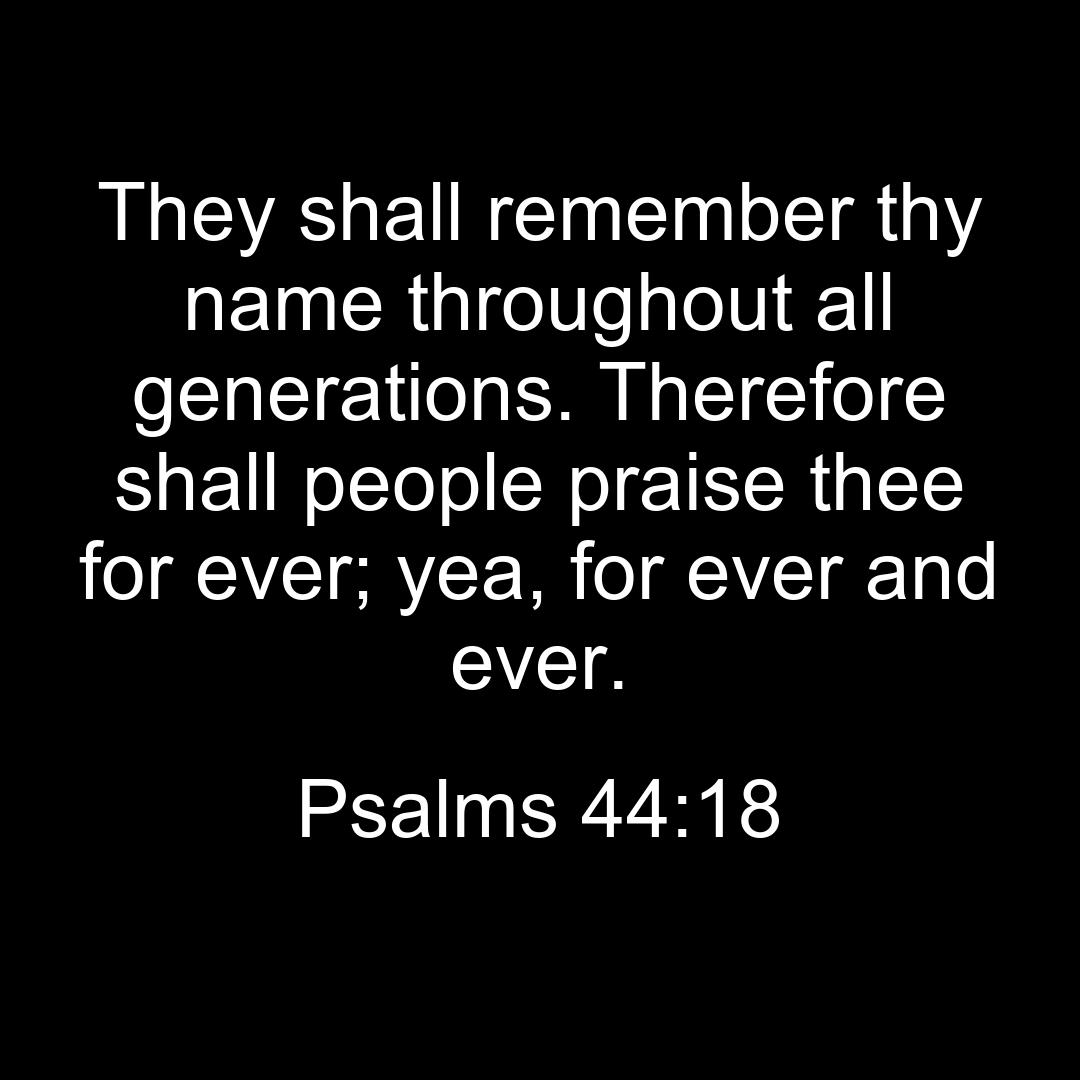 They shall remember thy
name throughout all
generations. Therefore
shall people praise thee
for ever; yea, for ever and
ever.
Psalms 44:18